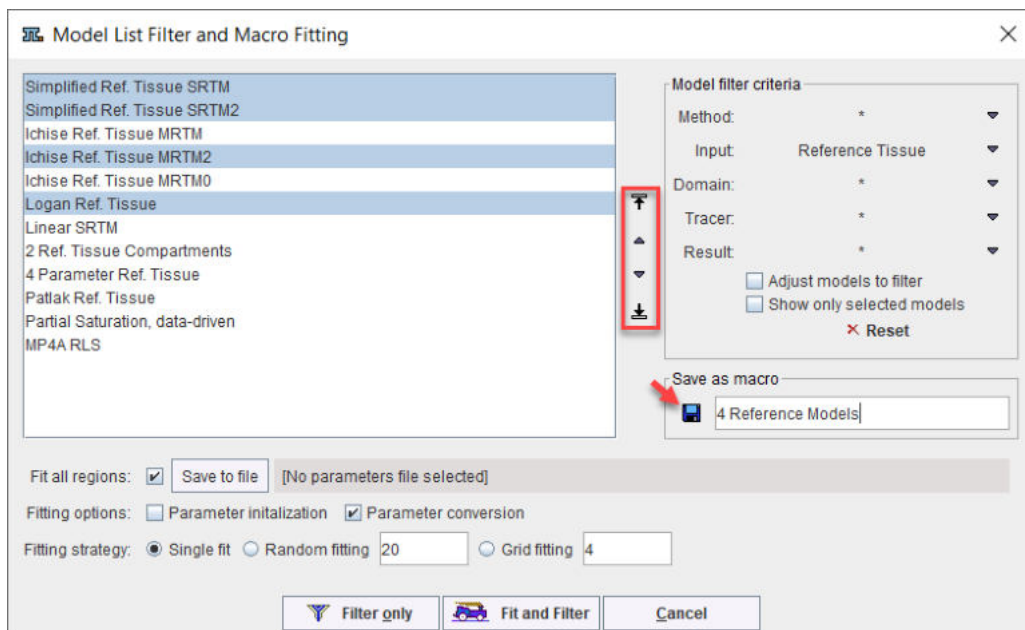 Model List Filter and Macro Fitting
Simplified Ref. Tissue SRTM
Simplified Ref. Tissue SRTM2
Ichise Ref. Tissue MRTM
Ichise Ref. Tissue MRTM2
Ichise Ref. Tissue MRTM0
Logan Ref. Tissue
Linear SRTM
2 Ref. Tissue Compartments
4 Parameter Ref. Tissue
Patlak Ref. Tissue
Partial Saturation, data-driven
MP4A RLS
Model filter criteria
Method: *
Input: Reference Tissue
Domain: *
Tracer: *
Result: *
Adjust models to filter
Show only selected models
Reset
Save as macro
4 Reference Models
Fit all regions: Save to file [No parameters file selected]
Fitting options: Parameter initalization Parameter conversion
Fitting strategy: Single fit Random fitting 20 Grid fitting 4
Filter only Fit and Filter Cancel